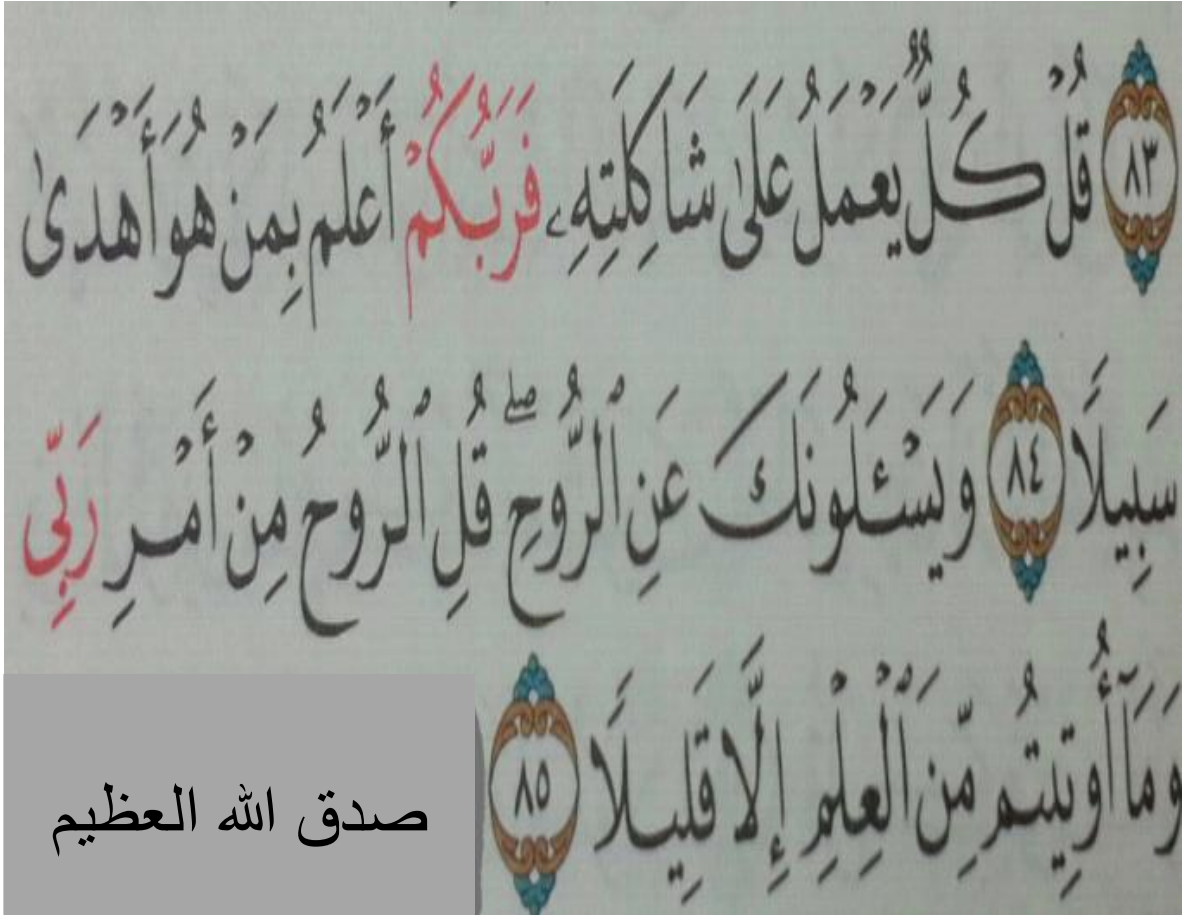 ٨٣ قُلْ كُلٌّ يَعْمَلُ عَلَىٰ شَاكِلَتِهِۦ فَرَبُّكُمْ أَعْلَمُ بِمَنْ هُوَ أَهْدَىٰ
سَبِيلًا ٨٤ وَيَسْـَٔلُونَكَ عَنِ ٱلرُّوحِ ۖ قُلِ ٱلرُّوحُ مِنْ أَمْرِ رَبِّى
وَمَآ أُوتِيتُم مِّنَ ٱلْعِلْمِ إِلَّا قَلِيلًا ٨٥
صدق الله العظيم